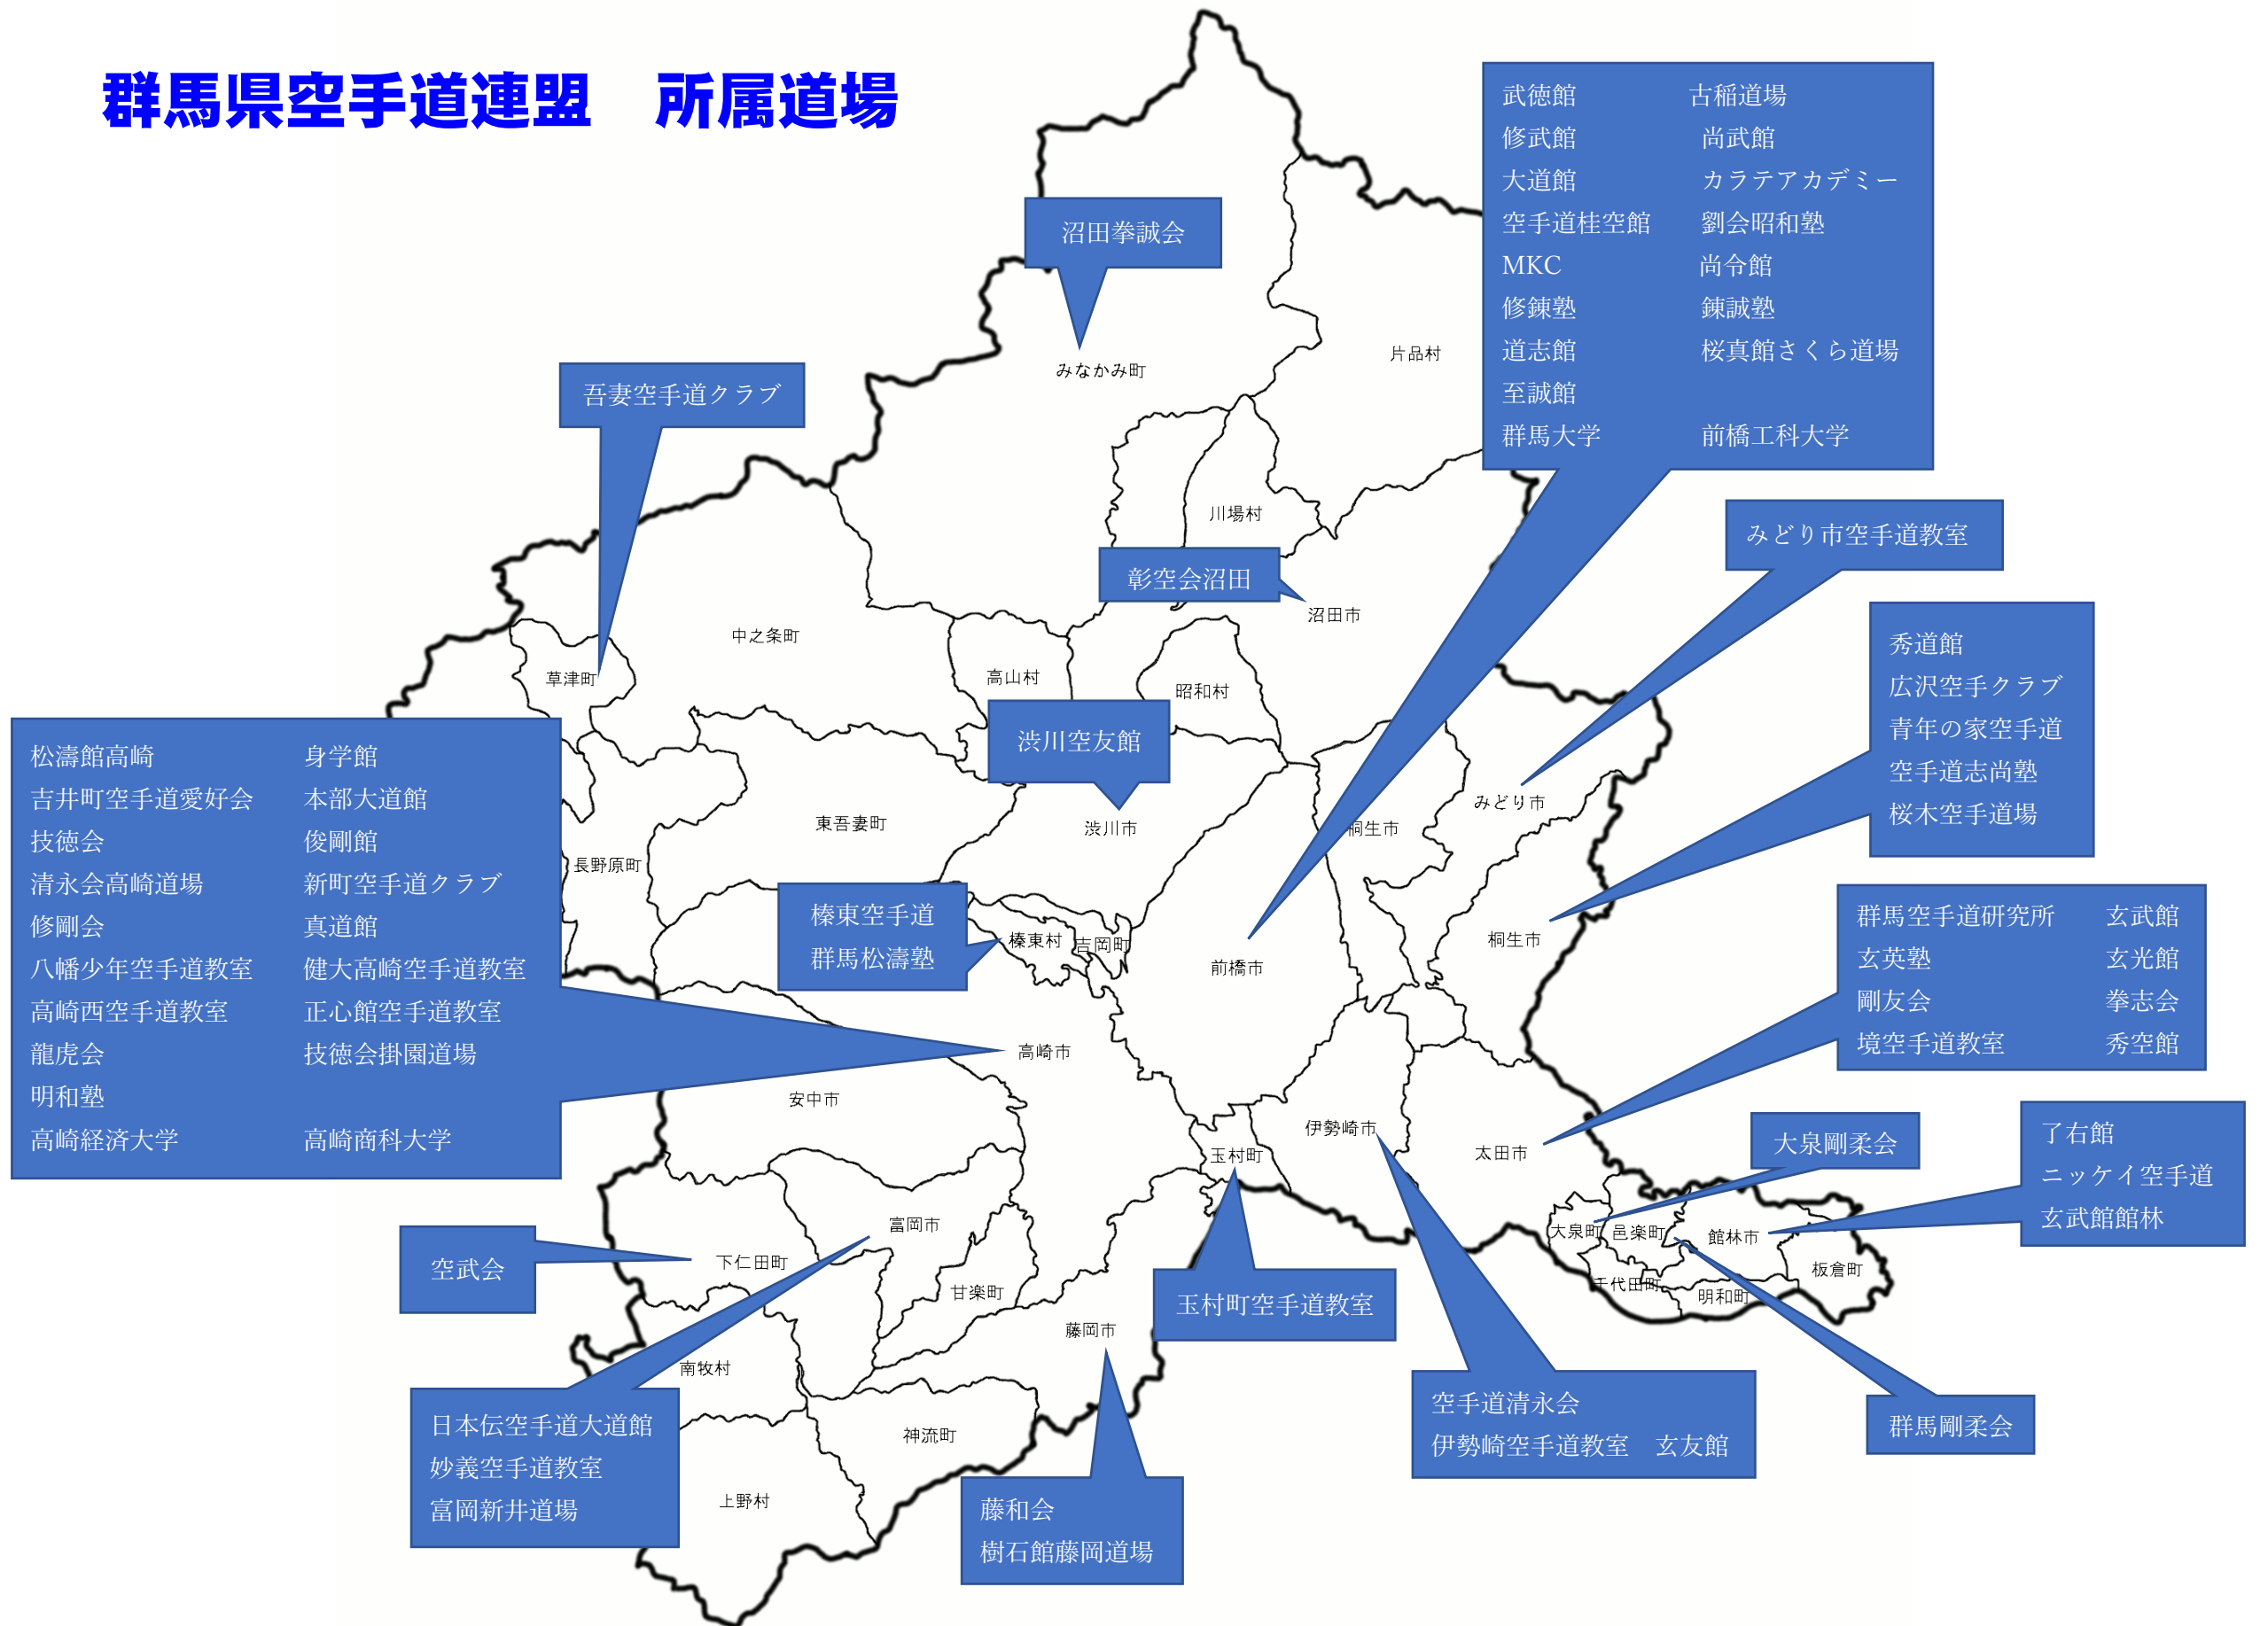 群馬県空手道連盟　所属道場
武徳館　古稲道場
修武館　尚武館
大道館　カラテアカデミー
空手道桂空館　劉会昭和塾
MKC　尚令館
修錬塾　錬誠塾
道志館　桜真館さくら道場
至誠館
群馬大学　前橋工科大学
沼田拳誠会
みなかみ町
片品村
吾妻空手道クラブ
川場村
みどり市空手道教室
彰空会沼田
沼田市
中之条町
草津町
高山村
昭和村
秀道館
広沢空手クラブ
青年の家空手道
空手道志尚塾
桜木空手道場
渋川空友館
松濤館高崎　身学館
吉井町空手道愛好会　本部大道館
技徳会　俊剛館
清永会高崎道場　新町空手道クラブ
修剛会　真道館
八幡少年空手道教室　健大高崎空手道教室
高崎西空手道教室　正心館空手道教室
龍虎会　技徳会掛園道場
明和塾
高崎経済大学　高崎商科大学
東吾妻町
渋川市
桐生市
みどり市
長野原町
榛東空手道
群馬松濤塾
榛東村
吉岡町
前橋市
桐生市
群馬空手道研究所　玄武館
玄英塾　玄光館
剛友会　拳志会
境空手道教室　秀空館
高崎市
安中市
伊勢崎市
玉村町
太田市
大泉剛柔会
了右館
ニッケイ空手道
玄武館館林
富岡市
大泉町
邑楽町
館林市
板倉町
千代田町
明和町
空武会
下仁田町
甘楽町
玉村町空手道教室
藤岡市
南牧村
日本伝空手道大道館
妙義空手道教室
富岡新井道場
神流町
上野村
空手道清永会
伊勢崎空手道教室　玄友館
群馬剛柔会
藤和会
樹石館藤岡道場